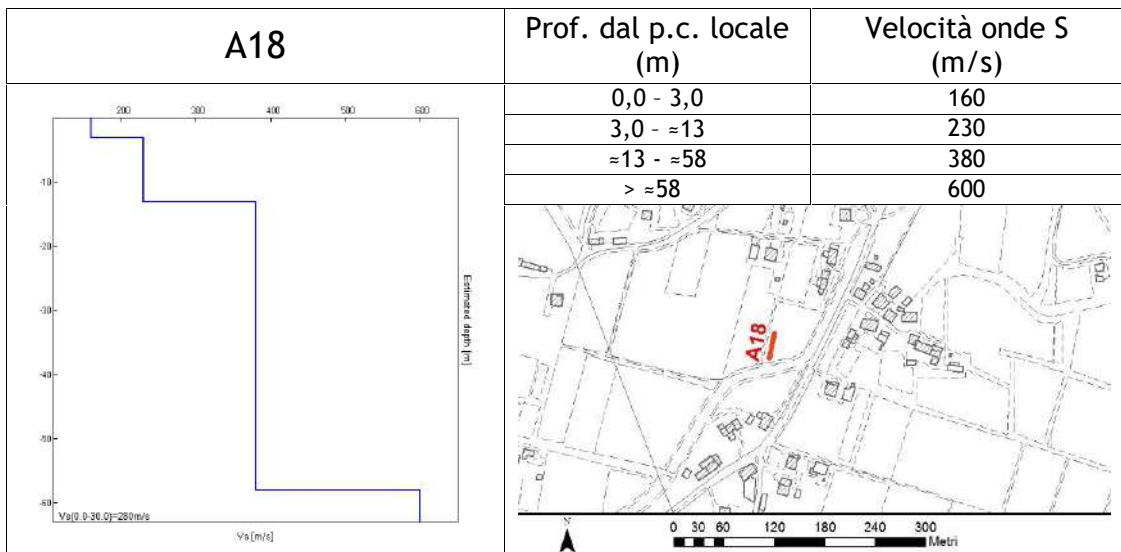 A18
Prof. dal p.c. locale
(m)
Velocità onde S
(m/s)
0,0 – 3,0
160
3,0 – ≈13
230
≈13 - ≈58
380
> ≈58
600
200 300 400 500 600
-10
-20
-30
-40
-50
-60
Estimated depth [m]
Vs(0.0-30.0)=280m/s
Vs [m/s]
A18
N
0 30 60 120 180 240 300
Metri